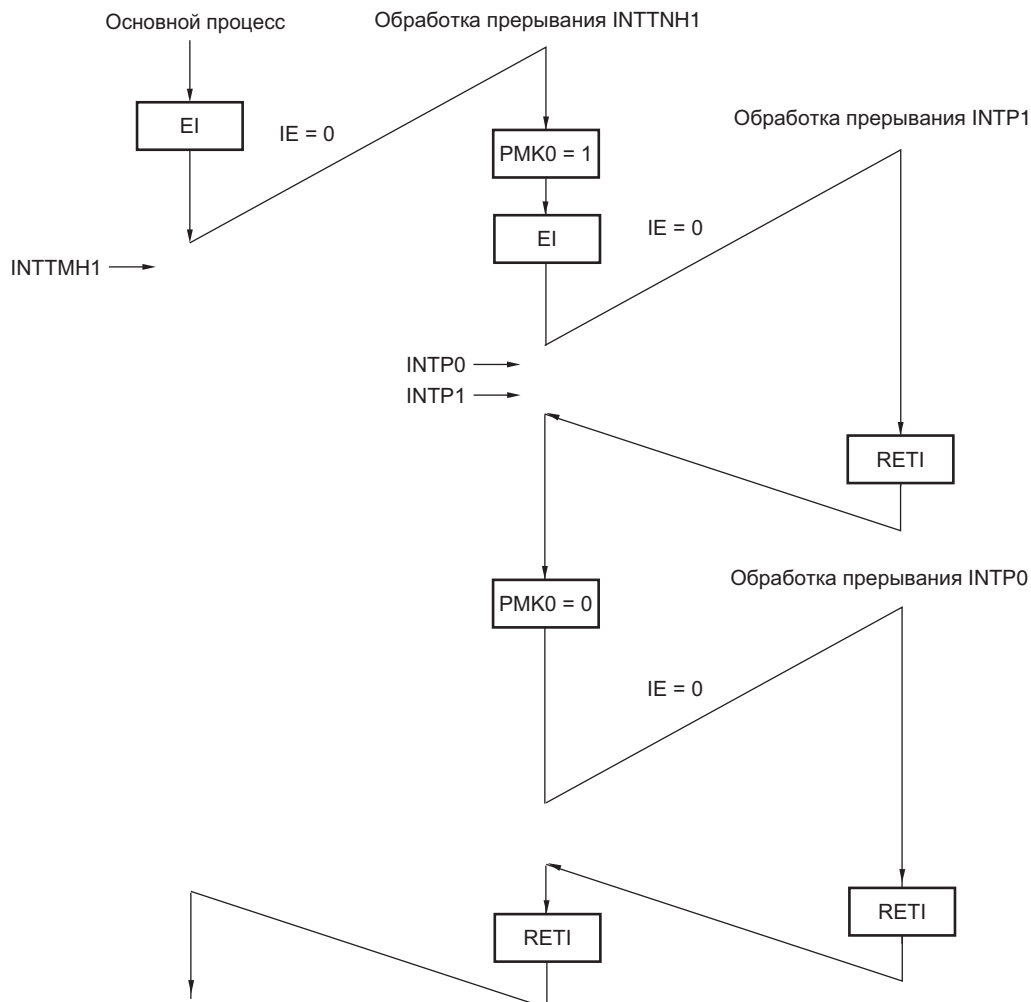 Основной процесс
Обработка прерывания INTTNH1
EI
IE = 0
Обработка прерывания INTP1
PMK0 = 1
EI
IE = 0
INTTMH1
INTP0
INTP1
RETI
Обработка прерывания INTP0
PMK0 = 0
IE = 0
RETI
RETI